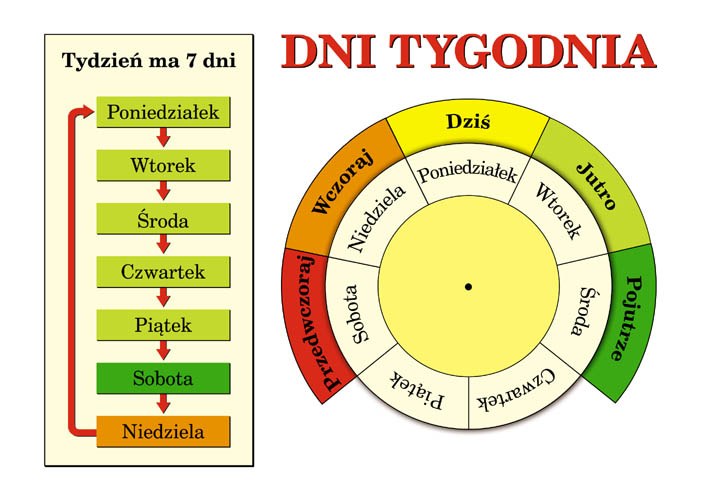 Tydzień ma 7 dni
Poniedziałek
Wtorek
Środa
Czwartek
Piątek
Sobota
Niedziela
DNI TYGODNIA
Przedwczoraj
Wczoraj
Dziś
Jutro
Pojutrze
Poniedziałek
Wtorek
Środa
Czwartek
Piątek
Sobota
Niedziela